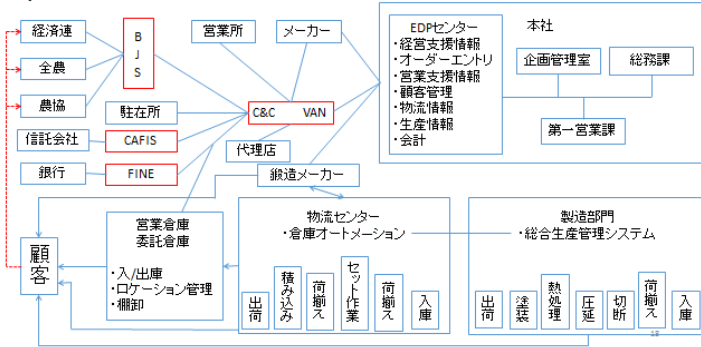 経済連
全農
農協
BJS
営業所
メーカー
駐在所
信託会社
CAFIS
銀行
FINE
C&C VAN
代理店
鍛造メーカー
EDPセンター
・経営支援情報
・オーダーエントリ
・営業支援情報
・顧客管理
・物流情報
・生産情報
・会計
本社
企画管理室
総務課
第一営業課
顧客
営業倉庫
委託倉庫
・入/出庫
・ロケーション管理
・棚卸
物流センター
・倉庫オートメーション
出荷
積み込み
荷揃え
セット作業
荷揃え
入庫
製造部門
・総合生産管理システム
出荷
塗装
熱処理
圧延
切断
荷揃え
入庫
18